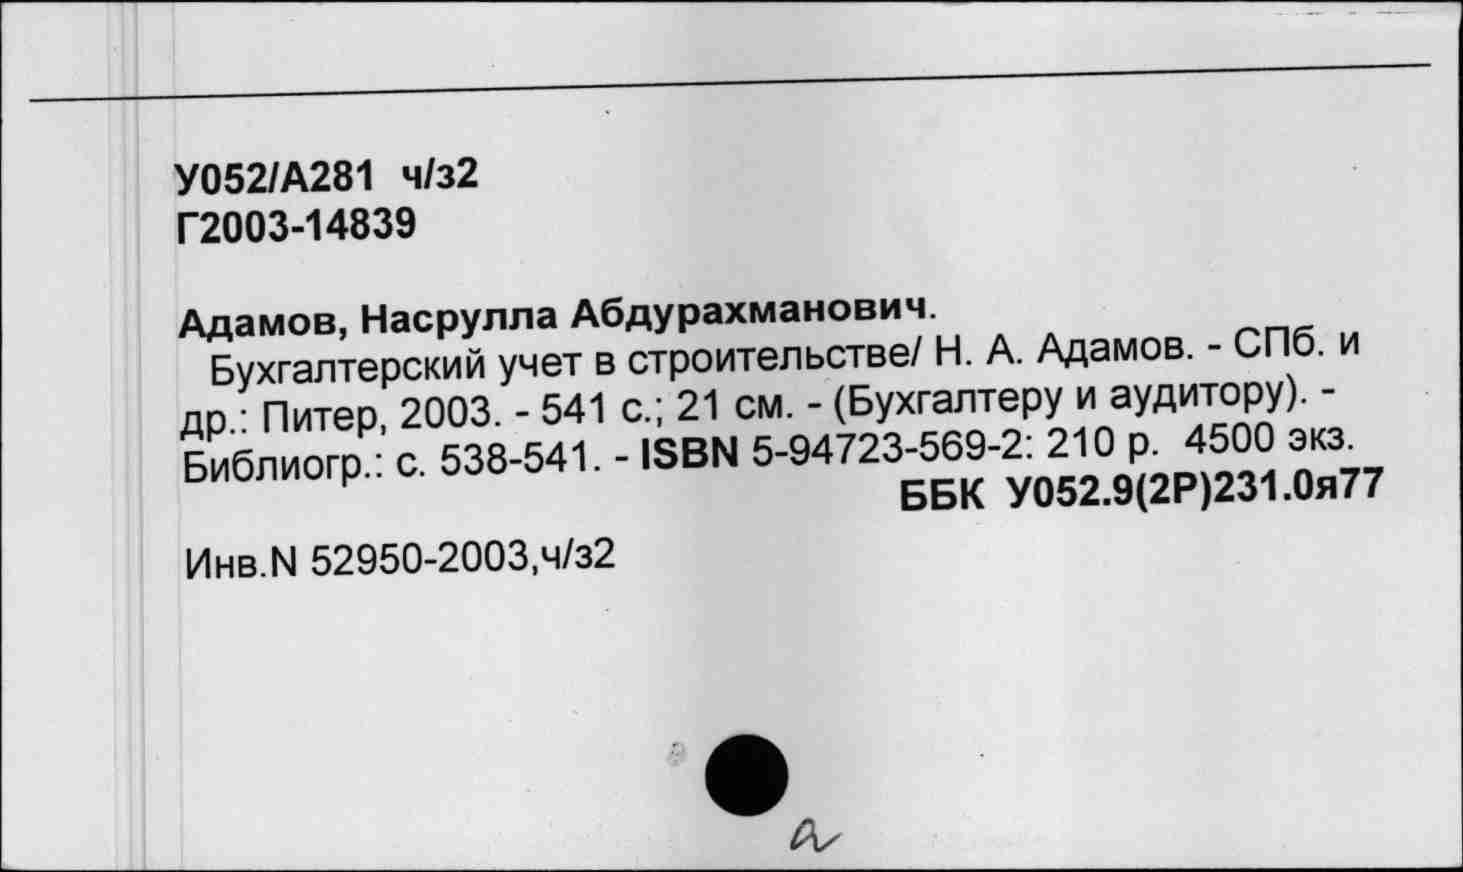 У052/А281 ч/з2
Г2003-14839
Адамов, Насрулла Абдурахманович.
Бухгалтерский учет в строительстве/ Н. А. Адамов. - СПб. и
др.: Питер, 2003. - 541 с.; 21 см. - (Бухгалтеру и аудитору). -
Библиогр.: с. 538-541. - ISBN 5-94723-569-2: 210 р. 4500 экз.
ББК У052.9(2Р)231.0я77
Инв.N 52950-2003,ч/з2